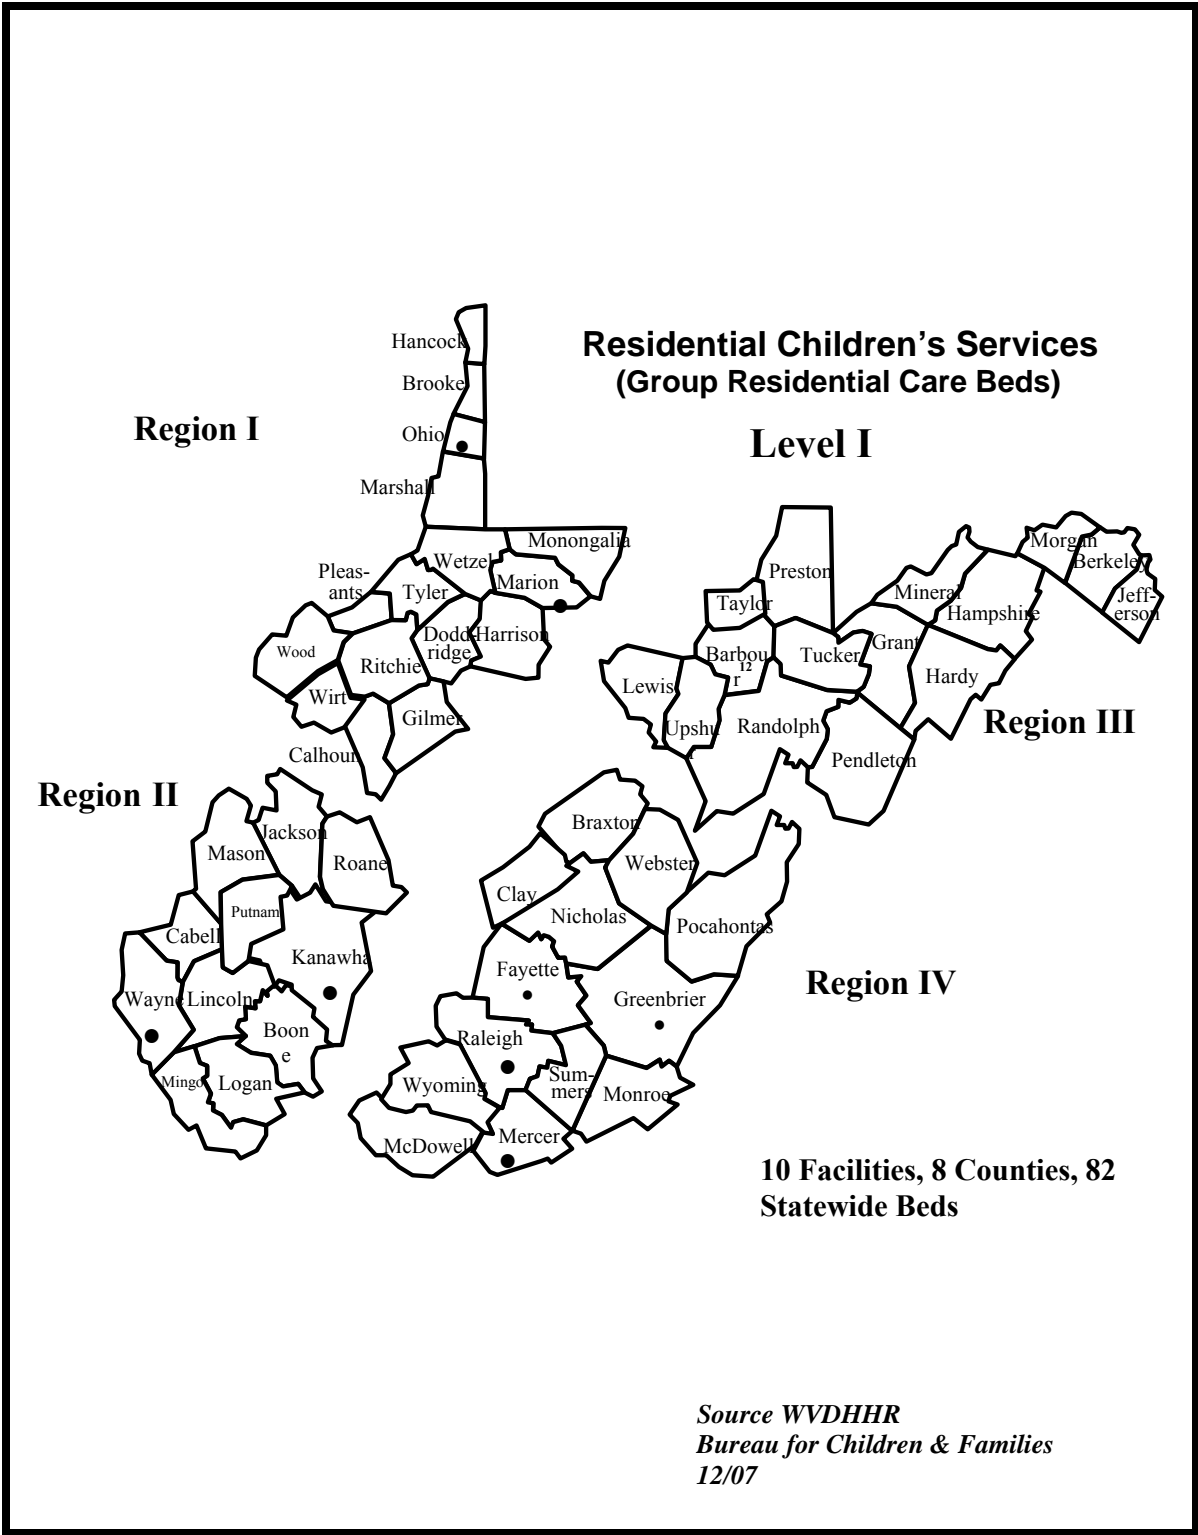 Hancock
Residential Children’s Services
(Group Residential Care Beds)
Brooke
Region I
Ohio
Level I
Marshall
Monongalia
Morgan
Wetzel
Berkeley
Pleas-
ants
Preston
Marion
Tyler
Mineral
Jeff-
erson
Taylor
Hampshire
Dodd-
ridge
Harrison
Grant
Wood
Ritchie
Barbou
r
12
Tucker
Hardy
Lewis
Wirt
Gilmer
Upshu
r
Randolph
Region III
Calhoun
Pendleton
Region II
Jackson
Braxton
Mason
Roane
Webster
Clay
Putnam
Nicholas
Cabell
Pocahontas
Kanawha
Fayette
Region IV
Wayne
Lincoln
Greenbrier
Boon
e
Raleigh
Mingo
Logan
Wyoming
Sum-
mers
Monroe
McDowell
Mercer
10 Facilities, 8 Counties, 82
Statewide Beds
Source WVDHHR
Bureau for Children & Families
12/07